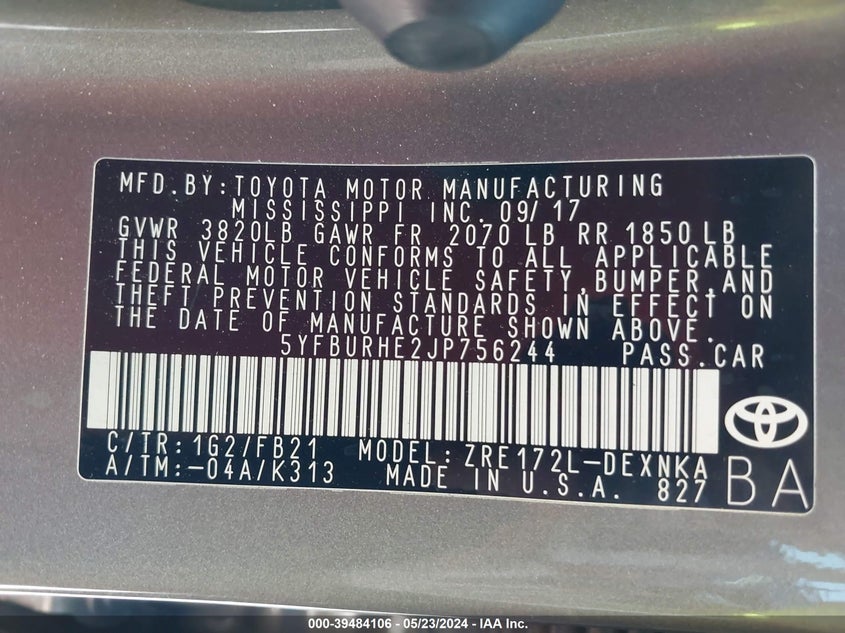 MFD.BY:TOYOTA MOTOR MANUFACTURING
MISSISSIPPI INC. 09/17
GVWR 3820LB GAWR FR 2070 LB RR 1850 LB
THIS VEHICLE CONFORMS TO ALL APPLICABLE
FEDERAL MOTOR VEHICLE SAFETY,BUMPER,AND
THEFT PREVENTION STANDARDS IN EFFECT ON
THE DATE OF MANUFACTURE SHOWN ABOVE.
5YFBURHE2JP756244 PASS.CAR
C/TR:1G2/FB21 MODEL:ZRE172L-DEXNKA
A/TM:-04A/K313 MADE IN U.S.A. 827 BA
000-39484106 - 05/23/2024 - IAA Inc.